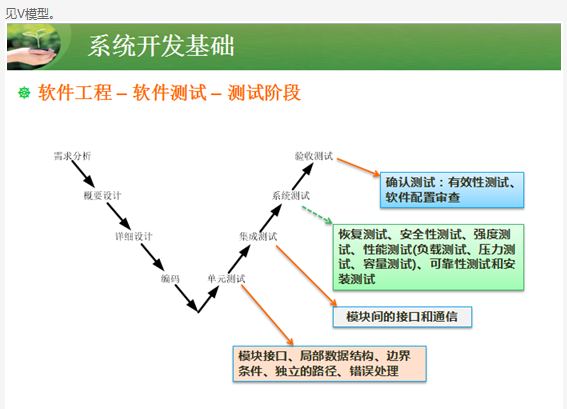 见V模型。
系统开发基础
软件工程 – 软件测试 – 测试阶段
需求分析
验收测试
概要设计
系统测试
确认测试：有效性测试、
软件配置审查
详细设计
集成测试
恢复测试、安全性测试、强度测
试、性能测试(负载测试、压力测
试、容量测试)、可靠性测试和安
装测试
编码
单元测试
模块间的接口和通信
模块接口、局部数据结构、边界
条件、独立的路径、错误处理